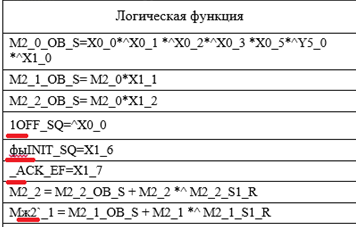 Логическая функция
M2_0_OB_S=X0_0*^X0_1 *^X0_2*^X0_3 *X0_5*^Y5_0
*^X1_0
M2_1_OB_S= M2_0*X1_1
M2_2_OB_S= M2_0*X1_2
1OFF_SQ=^X0_0
фыINIT_SQ=X1_6
_ACK_EF=X1_7
M2_2 = M2_2_OB_S + M2_2 *^ M2_2_S1_R
Mж2`_1 = M2_1_OB_S + M2_1 *^ M2_1_S1_R